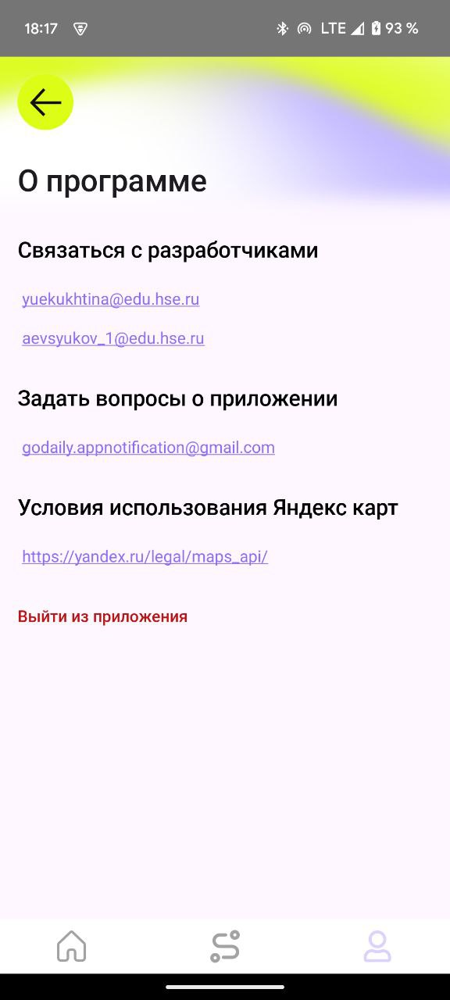 18:17 LTE 93 %
О программе
Связаться с разработчиками
yuekukhtina@edu.hse.ru
aevsyukov_1@edu.hse.ru
Задать вопросы о приложении
godaily.appnotification@gmail.com
Условия использования Яндекс карт
https://yandex.ru/legal/maps_api/
Выйти из приложения